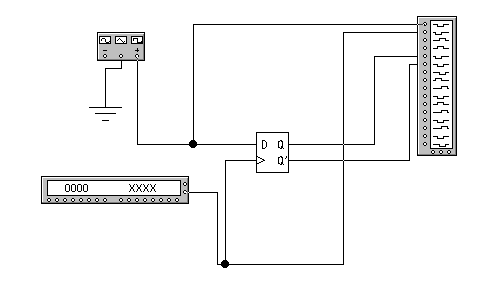 − +
D Q
> Q'
0000 XXXX